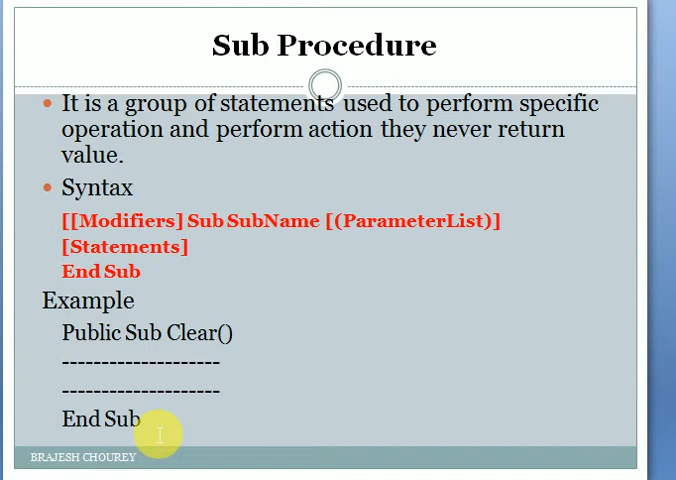 Sub Procedure
• It is a group of statements used to perform specific
operation and perform action they never return
value.
• Syntax
[[Modifiers] Sub SubName [(ParameterList)]
[Statements]
End Sub
Example
Public Sub Clear()
--------------------
--------------------
End Sub
BRAJESH CHOUREY